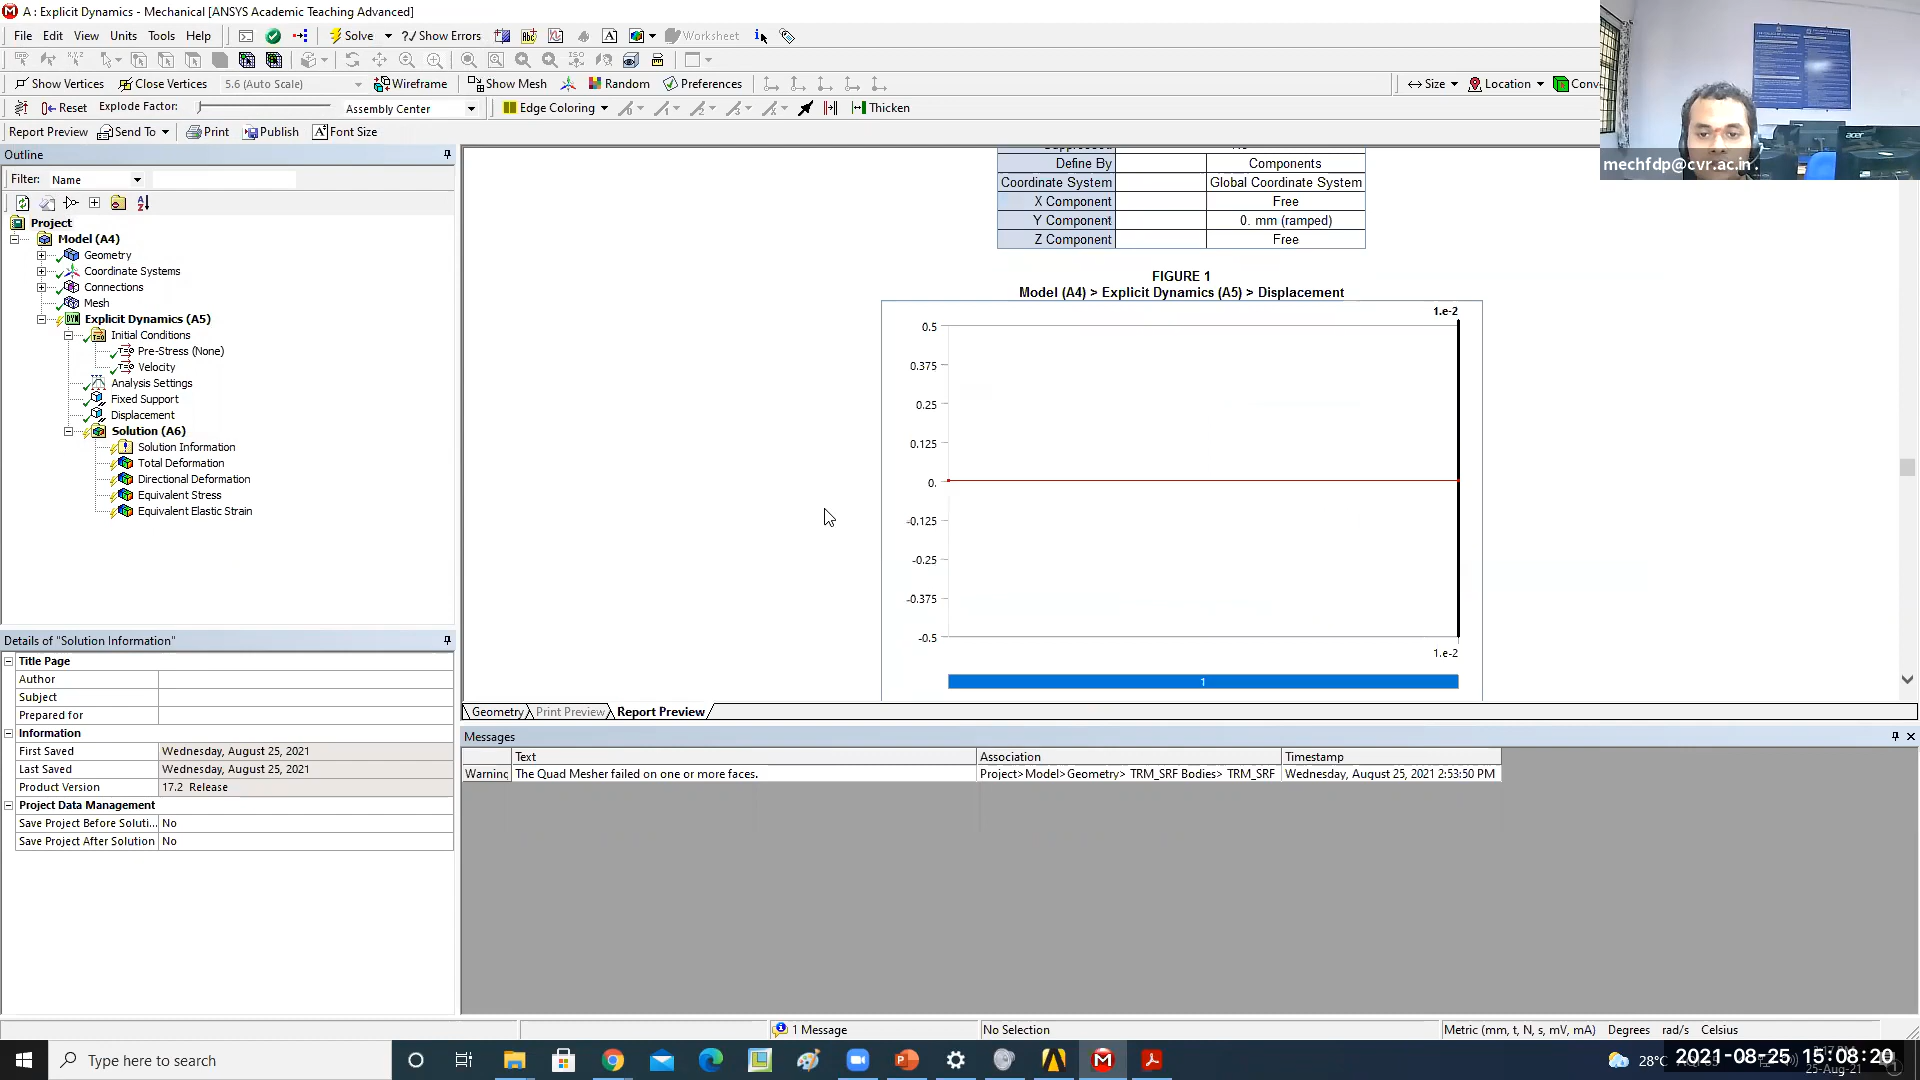 A : Explicit Dynamics - Mechanical [ANSYS Academic Teaching Advanced]
File Edit View Units Tools Help Solve ?/ Show Errors Worksheet
Show Vertices Close Vertices 5.6 (Auto Scale) Wireframe Show Mesh Random Preferences Size Location Conv
Reset Explode Factor: Assembly Center Edge Coloring Thicken
Report Preview Send To Print Publish Font Size
Outline
Filter: Name
Project
Model (A4)
Geometry
Coordinate Systems
Connections
Mesh
Explicit Dynamics (A5)
Initial Conditions
Pre-Stress (None)
Velocity
Analysis Settings
Fixed Support
Displacement
Solution (A6)
Solution Information
Total Deformation
Directional Deformation
Equivalent Stress
Equivalent Elastic Strain
Details of "Solution Information"
Title Page
Author
Subject
Prepared for
Information
First Saved Wednesday, August 25, 2021
Last Saved Wednesday, August 25, 2021
Product Version 17.2 Release
Project Data Management
Save Project Before Soluti... No
Save Project After Solution No
Define By Components
Coordinate System Global Coordinate System
X Component Free
Y Component 0. mm (ramped)
Z Component Free
FIGURE 1
Model (A4) > Explicit Dynamics (A5) > Displacement
1.e-2
0.5
0.375
0.25
0.125
0.
-0.125
-0.25
-0.375
-0.5
1.e-2
1
Geometry Print Preview Report Preview
Messages
Text Association Timestamp
Warning The Quad Mesher failed on one or more faces. Project>Model>Geometry> TRM_SRF Bodies> TRM_SRF Wednesday, August 25, 2021 2:53:50 PM
1 Message No Selection Metric (mm, t, N, s, mV, mA) Degrees rad/s Celsius
mechfdp@cvr.ac.in .
acer
Type here to search
28°C
2021-08-25 15:08:20
25-Aug-21